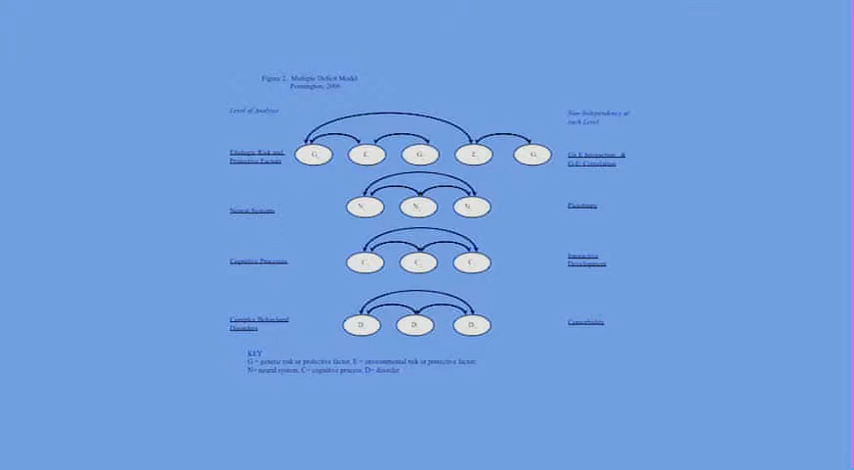 Figure 2. Multiple Deficit Model
Pennington, 2006
Level of Analysis
Non-Independence at
each Level
Etiologic Risk and
Protective Factors
G
E
G
E
G
G x E Interaction &
G-E Correlation
Neural Systems
N
N
N
Pleiotropy
Cognitive Processes
C
C
C
Interactive
Development
Complex Behavioral
Disorders
D
D
D
Comorbidity
KEY
G = genetic risk or protective factor, E = environmental risk or protective factor,
N= neural system, C= cognitive process, D= disorder